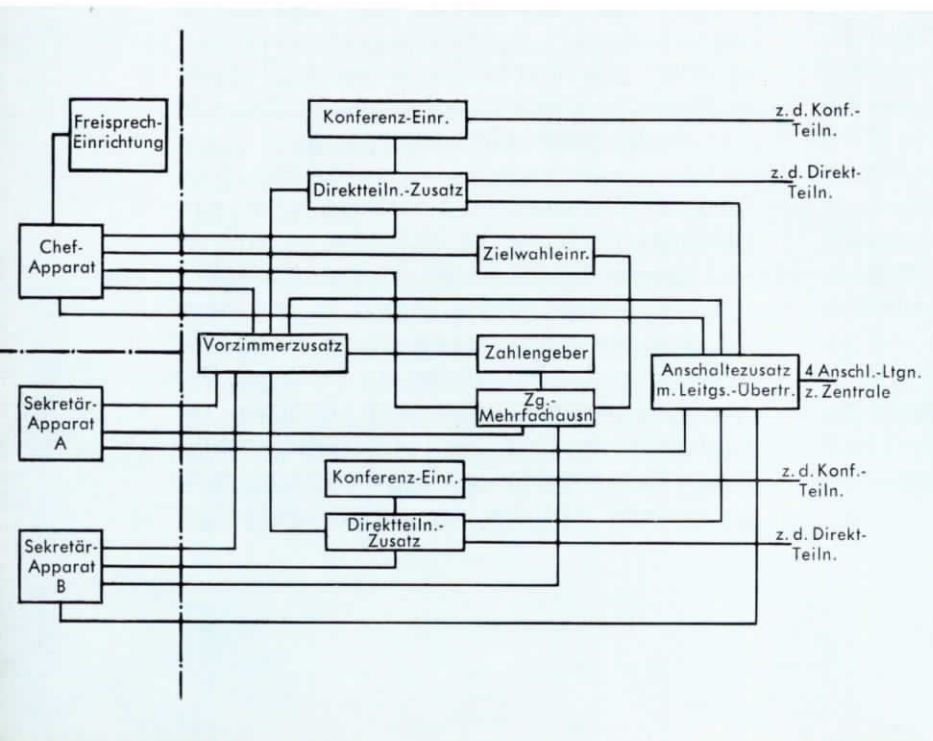 Freisprech-
Einrichtung
Chef-
Apparat
Sekretär-
Apparat
A
Sekretär-
Apparat
B
Konferenz-Einr.
Direktteiln.-Zusatz
Zielwahleinr.
Vorzimmerzusatz
Zahlengeber
Zg.-
Mehrfachausn
Konferenz-Einr.
Direktteiln.-
Zusatz
Anschaltezusatz
m. Leitgs.-Übertr.
z. d. Konf.-
Teiln.
z. d. Direkt-
Teiln.
4 Anschl.-Ltgn.
z. Zentrale
z. d. Konf.-
Teiln.
z. d. Direkt-
Teiln.